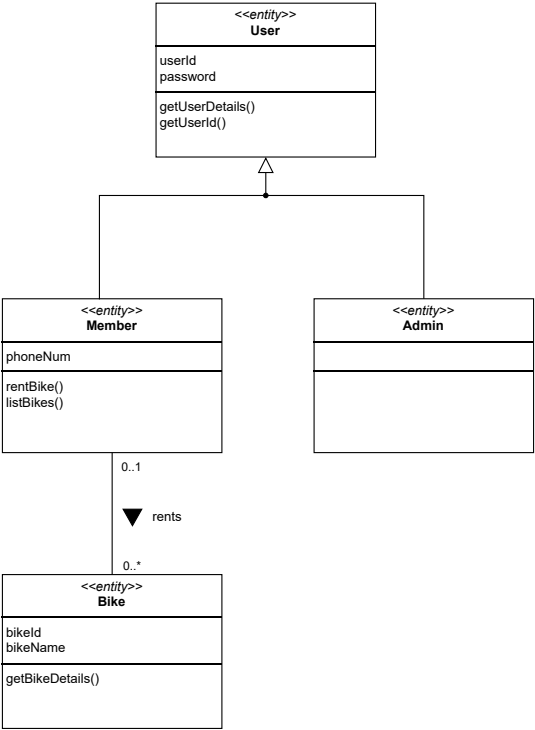 <<entity>>
User
userId
password
getUserDetails()
getUserId()
<<entity>>
Member
phoneNum
rentBike()
listBikes()
<<entity>>
Admin
0..1
rents
0..*
<<entity>>
Bike
bikeId
bikeName
getBikeDetails()